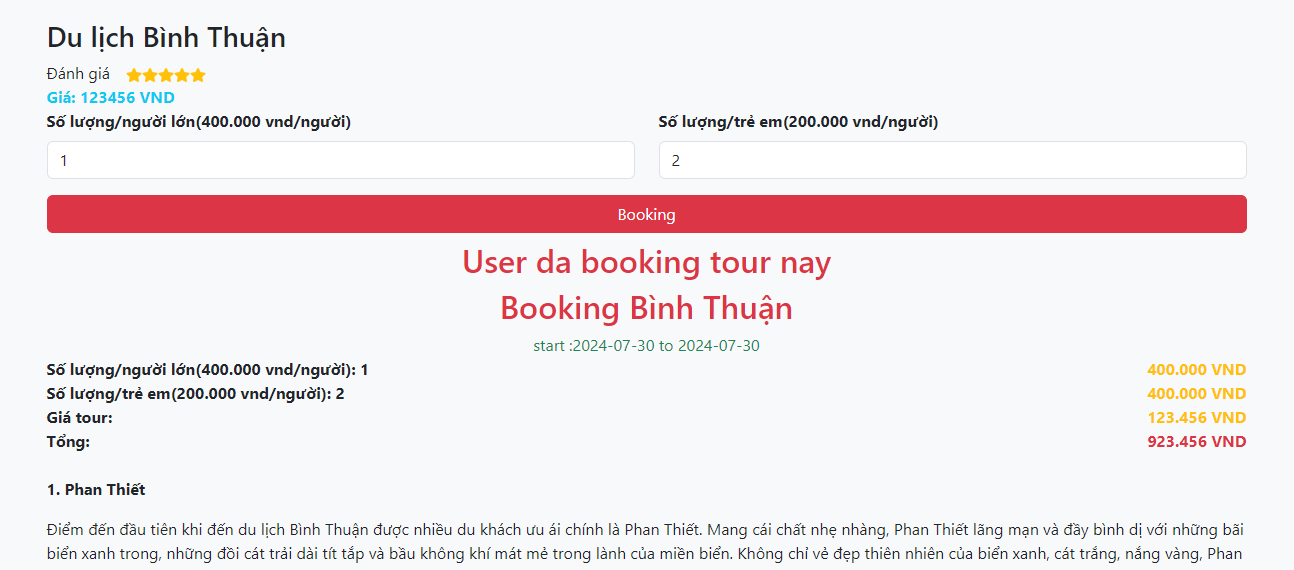 Du lịch Bình Thuận
Đánh giá
Giá: 123456 VND
Số lượng/người lớn(400.000 vnd/người)
Số lượng/trẻ em(200.000 vnd/người)
1
2
Booking
User da booking tour nay
Booking Bình Thuận
start :2024-07-30 to 2024-07-30
Số lượng/người lớn(400.000 vnd/người): 1 400.000 VND
Số lượng/trẻ em(200.000 vnd/người): 2 400.000 VND
Giá tour: 123.456 VND
Tổng: 923.456 VND
1. Phan Thiết
Điểm đến đầu tiên khi đến du lịch Bình Thuận được nhiều du khách ưu ái chính là Phan Thiết. Mang cái chất nhẹ nhàng, Phan Thiết lãng mạn và đầy bình dị với những bãi
biển xanh trong, những đồi cát trải dài tít tắp và bầu không khí mát mẻ trong lành của miền biển. Không chỉ vẻ đẹp thiên nhiên của biển xanh, cát trắng, nắng vàng, Phan